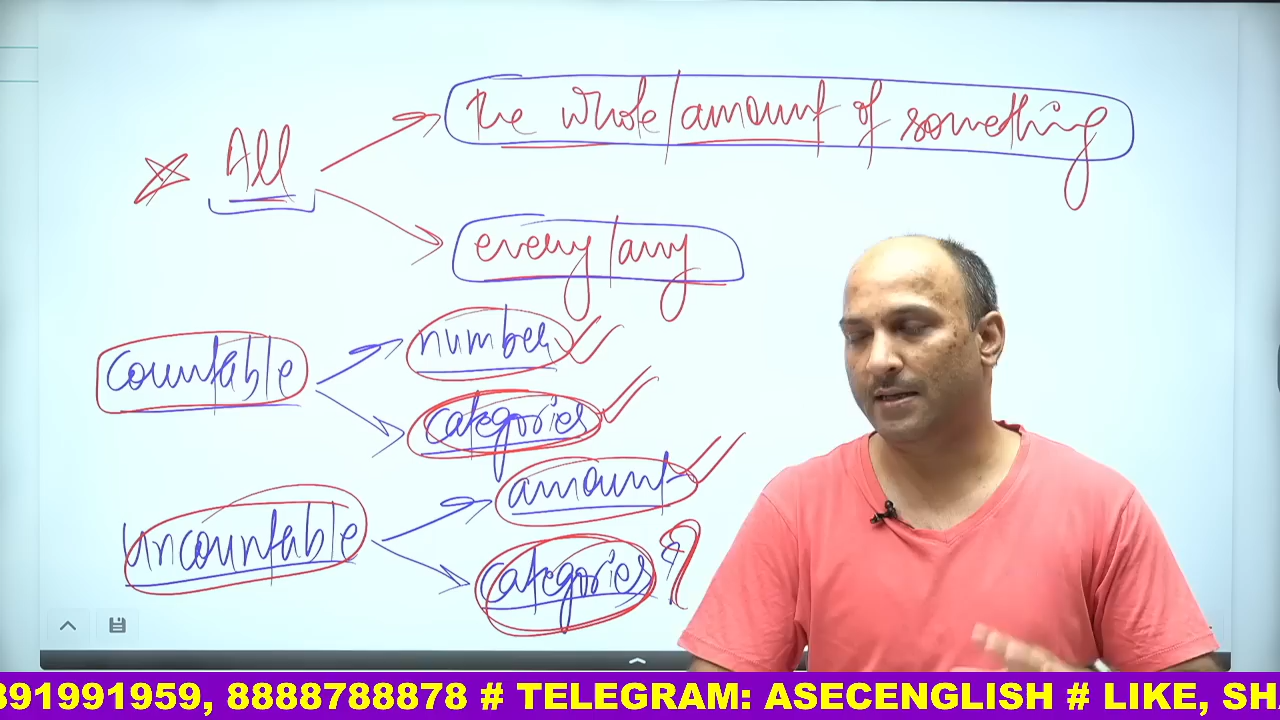 the whole/amount of something
All
every/any
number
countable
categories
amount
uncountable
categories
891991959, 8888788878 # TELEGRAM: ASECENGLISH # LIKE, SH